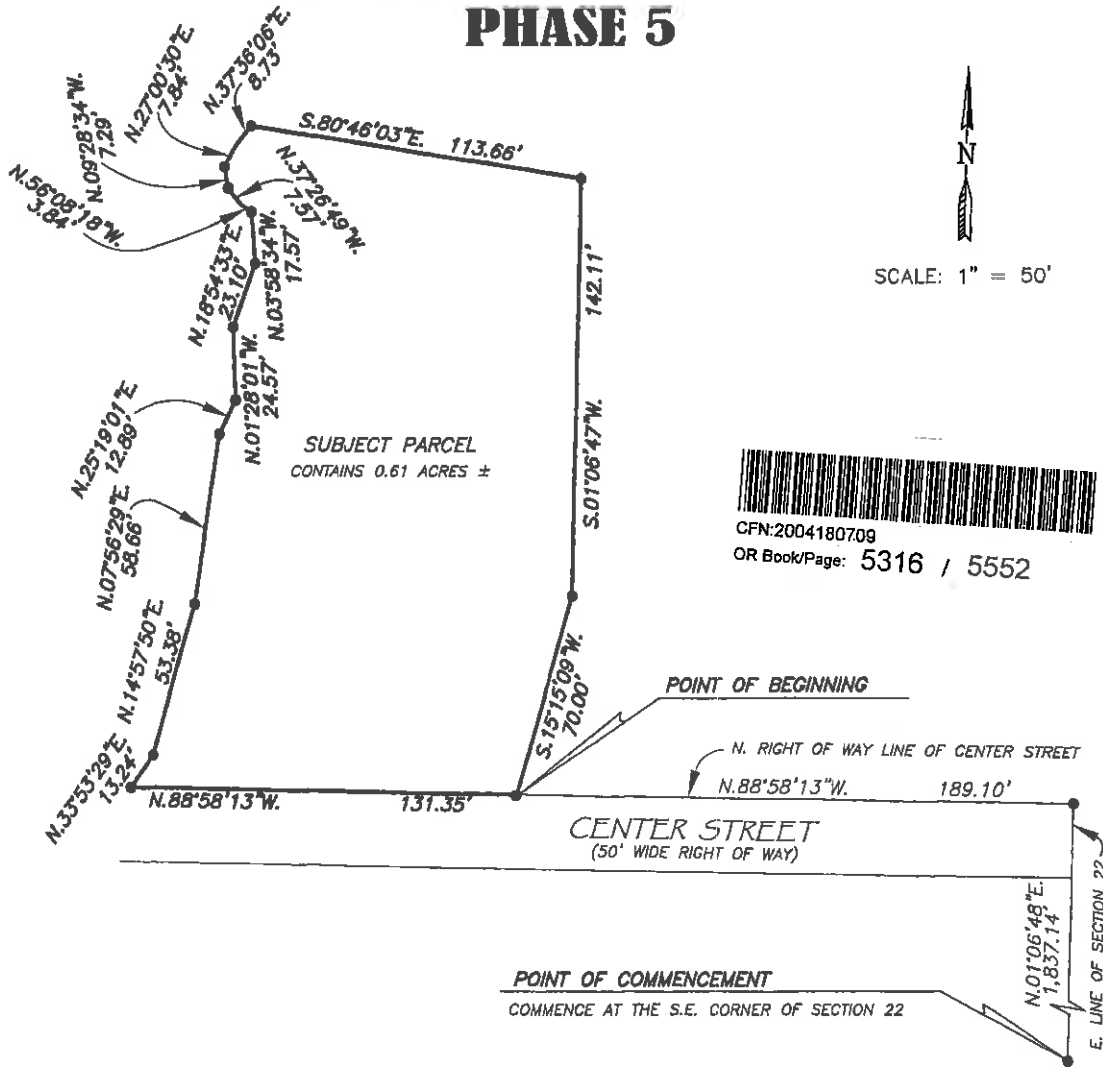 PHASE 5
N.37°36'06"E.
8.73'
N.27°00'30"E.
7.84'
N.09°28'34"W.
7.29'
N.56°08'18"W.
3.84'
S.80°46'03"E. 113.66'
N.37°26'49"W.
7.57'
N.03°58'34"W.
17.57'
N.18°54'33"E.
23.10'
N.01°28'01"W.
24.57'
N.25°19'01"E.
12.89'
N.07°56'29"E.
58.66'
N.14°57'50"E.
53.38'
N.33°53'29"E.
13.24'
N
SCALE: 1" = 50'
142.11'
S.01°06'47"W.
SUBJECT PARCEL
CONTAINS 0.61 ACRES ±
CFN:2004180709
OR Book/Page: 5316 / 5552
S.15°15'09"W.
70.00'
POINT OF BEGINNING
N. RIGHT OF WAY LINE OF CENTER STREET
N.88°58'13"W. 131.35'
N.88°58'13"W. 189.10'
CENTER STREET
(50' WIDE RIGHT OF WAY)
N.01°06'48"E.
1,837.14'
E. LINE OF SECTION 22
POINT OF COMMENCEMENT
COMMENCE AT THE S.E. CORNER OF SECTION 22